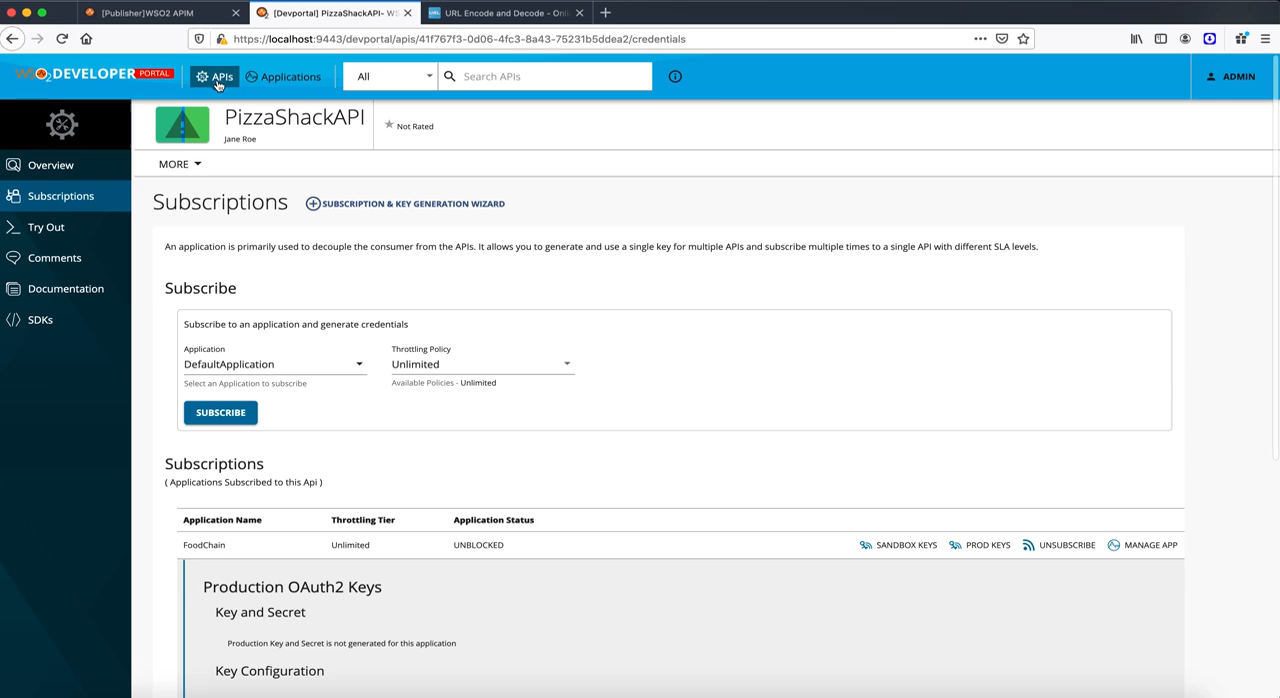 [Publisher]WSO2 APIM
[Devportal] PizzaShackAPI- WS
URL Encode and Decode - Onli
https://localhost:9443/devportal/apis/41f767f3-0d06-4fc3-8a43-75231b5ddea2/credentials
WSO2 DEVELOPER PORTAL
APIs
Applications
All
Search APIs
ADMIN
PizzaShackAPI
Jane Roe
Not Rated
MORE
Overview
Subscriptions
Try Out
Comments
Documentation
SDKs
Subscriptions
SUBSCRIPTION & KEY GENERATION WIZARD
An application is primarily used to decouple the consumer from the APIs. It allows you to generate and use a single key for multiple APIs and subscribe multiple times to a single API with different SLA levels.
Subscribe
Subscribe to an application and generate credentials
Application
Throttling Policy
DefaultApplication
Unlimited
Select an Application to subscribe
Available Policies - Unlimited
SUBSCRIBE
Subscriptions
( Applications Subscribed to this Api )
Application Name Throttling Tier Application Status
FoodChain Unlimited UNBLOCKED SANDBOX KEYS PROD KEYS UNSUBSCRIBE MANAGE APP
Production OAuth2 Keys
Key and Secret
Production Key and Secret is not generated for this application
Key Configuration